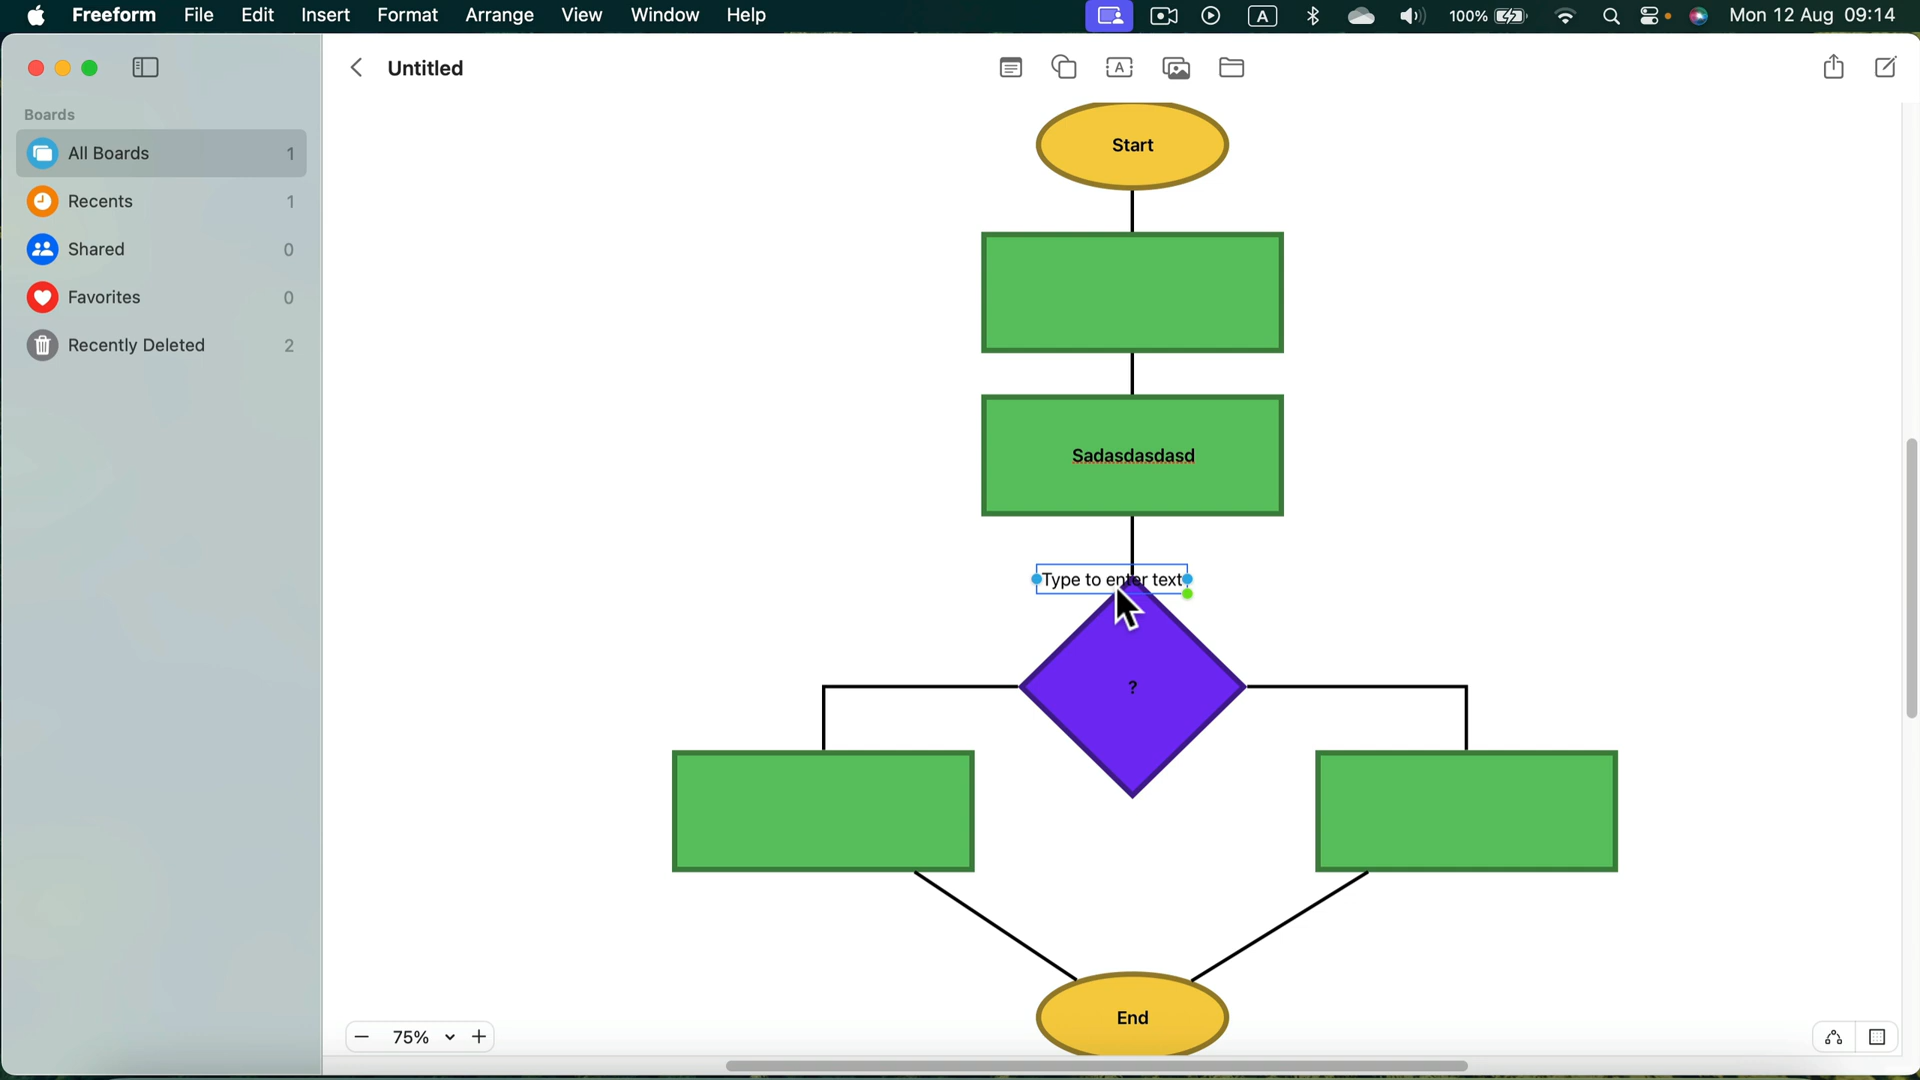 Freeform File Edit Insert Format Arrange View Window Help A 100% Mon 12 Aug 09:14
Untitled
A
Boards
All Boards 1
Recents 1
Shared 0
Favorites 0
Recently Deleted 2
Start
Sadasdasdasd
Type to enter text
?
End
75%